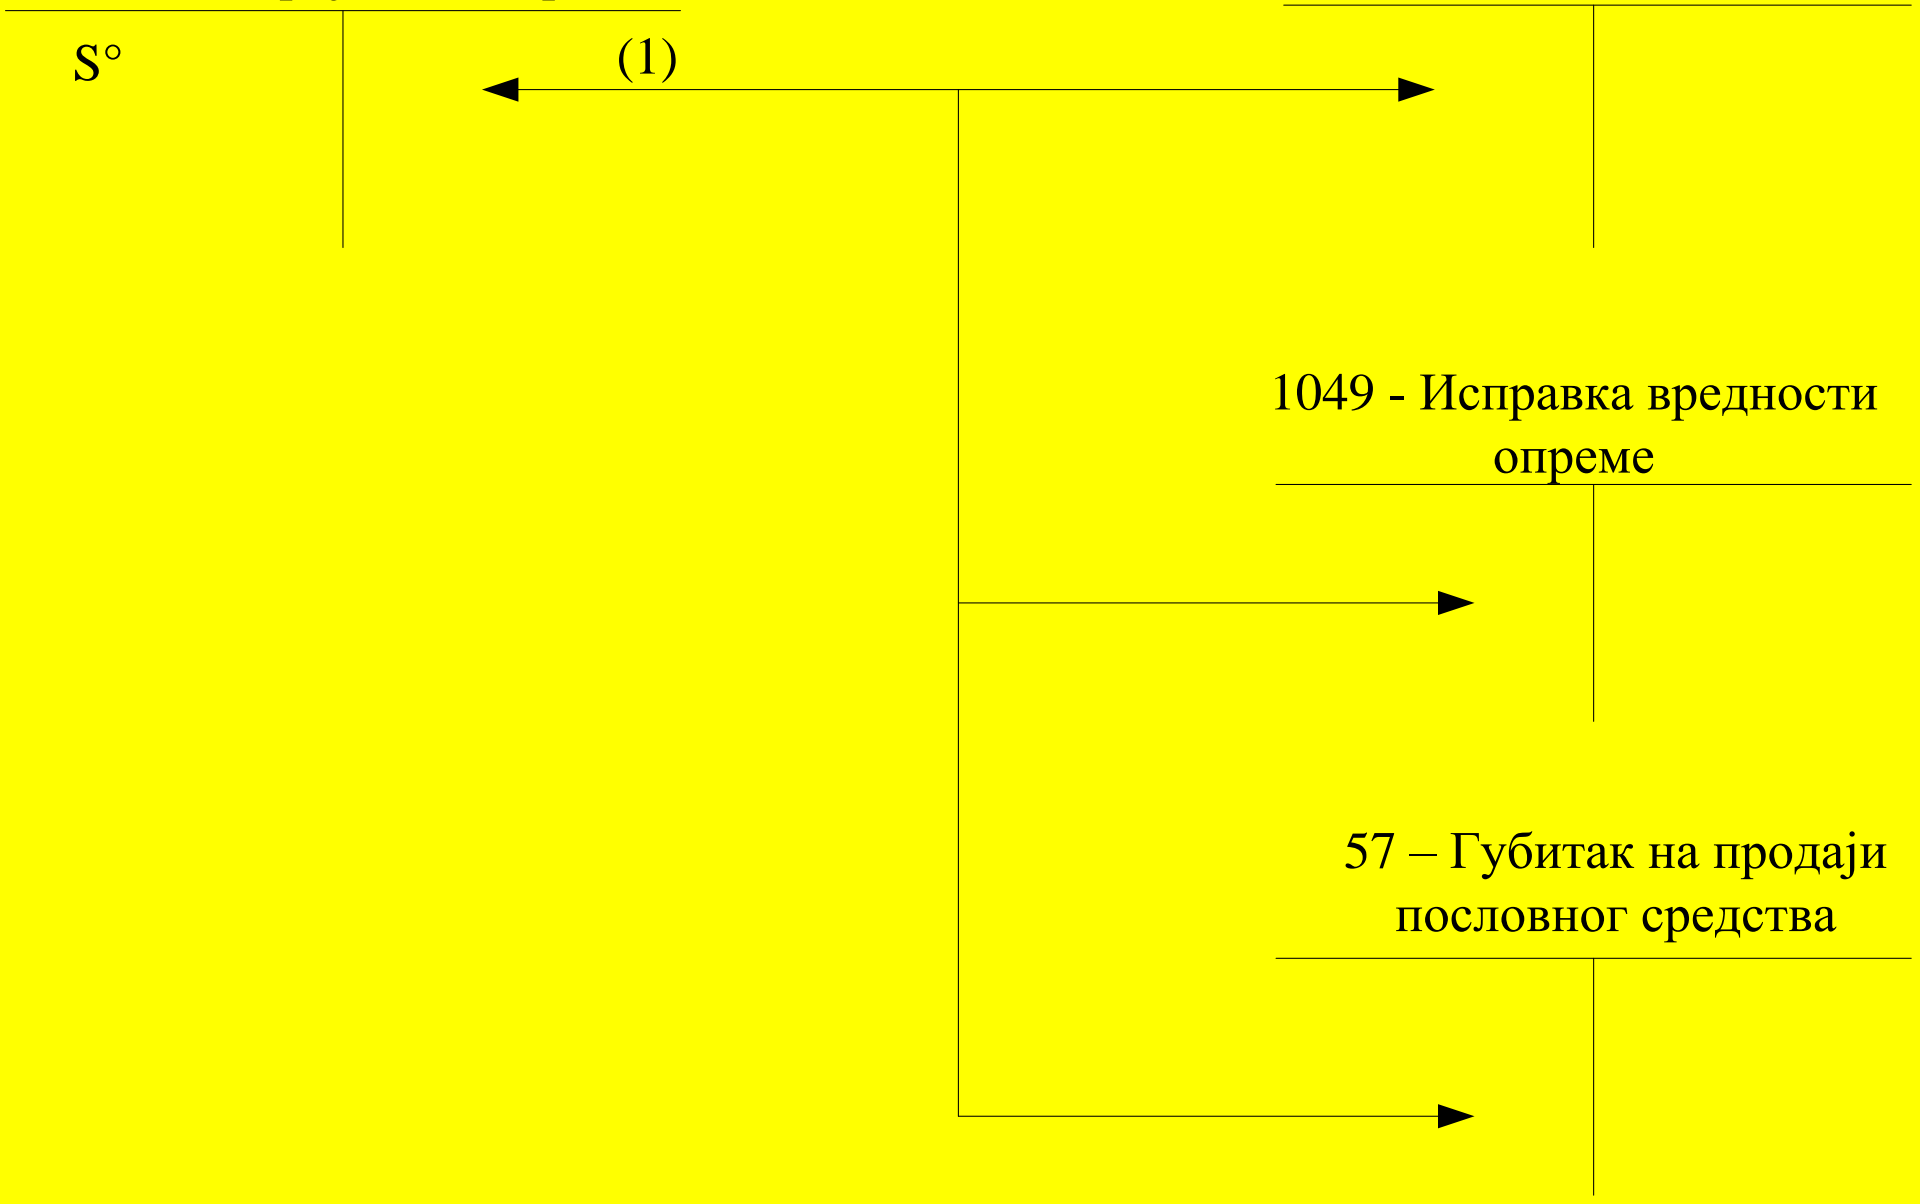 S°
(1)
1049 - Исправка вредности
опреме
57 – Губитак на продаји
пословног средства